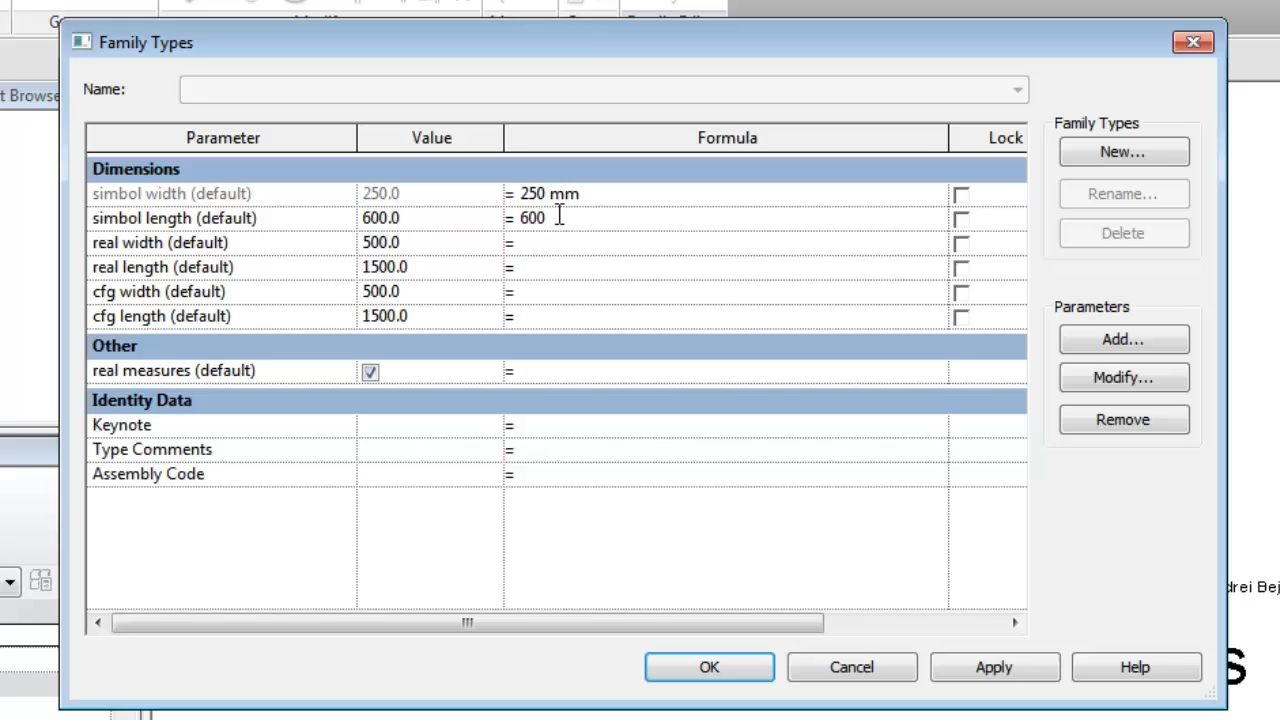 Family Types
t Browse
Name:
Parameter Value Formula Lock
Dimensions
simbol width (default) 250.0 = 250 mm
simbol length (default) 600.0 = 600
real width (default) 500.0 =
real length (default) 1500.0 =
cfg width (default) 500.0 =
cfg length (default) 1500.0 =
Other
real measures (default) =
Identity Data
Keynote =
Type Comments =
Assembly Code =
Family Types
New...
Rename...
Delete
Parameters
Add...
Modify...
Remove
drei Bej
s
OK Cancel Apply Help